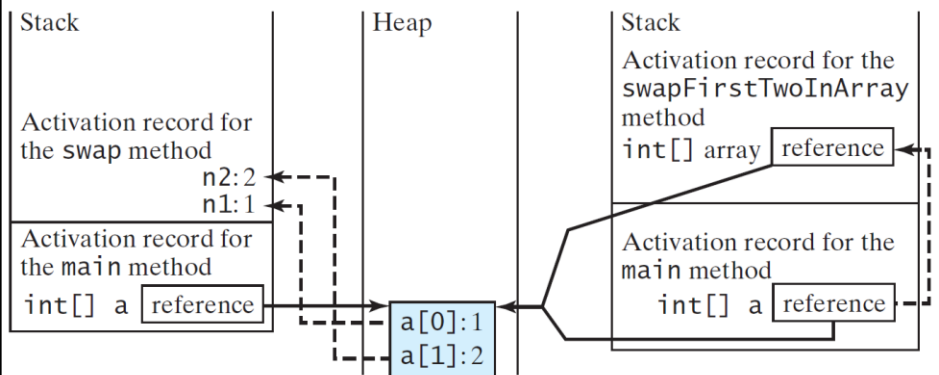 Stack
Activation record for
the swap method
n2:2
n1:1
Activation record for
the main method
int[] a reference
Heap
a[0]:1
a[1]:2
Stack
Activation record for the
swapFirstTwoInArray
method
int[] array reference
Activation record for the
main method
int[] a reference